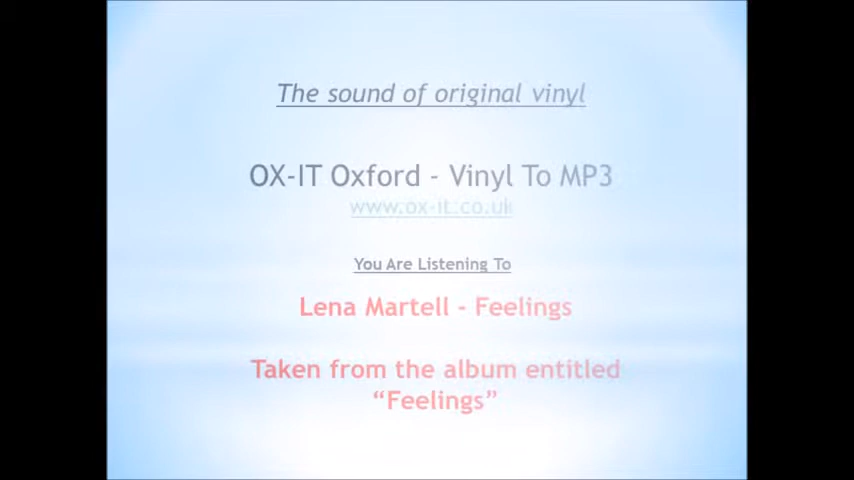 The sound of original vinyl
OX-IT Oxford - Vinyl To MP3
www.ox-it.co.uk
You Are Listening To
Lena Martell - Feelings
Taken from the album entitled
“Feelings”